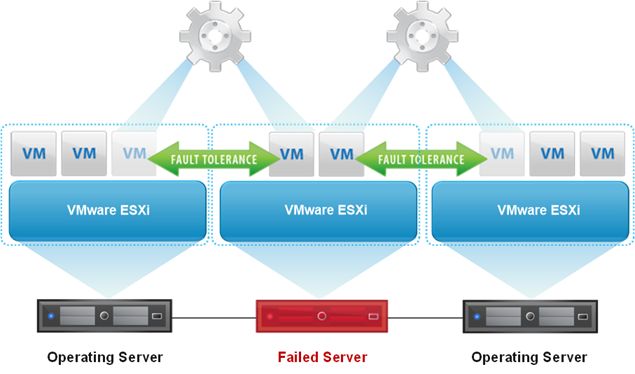 VM VM VM FAULT TOLERANCE VM VM FAULT TOLERANCE VM VM VM
VMware ESXi VMware ESXi VMware ESXi
Operating Server Failed Server Operating Server